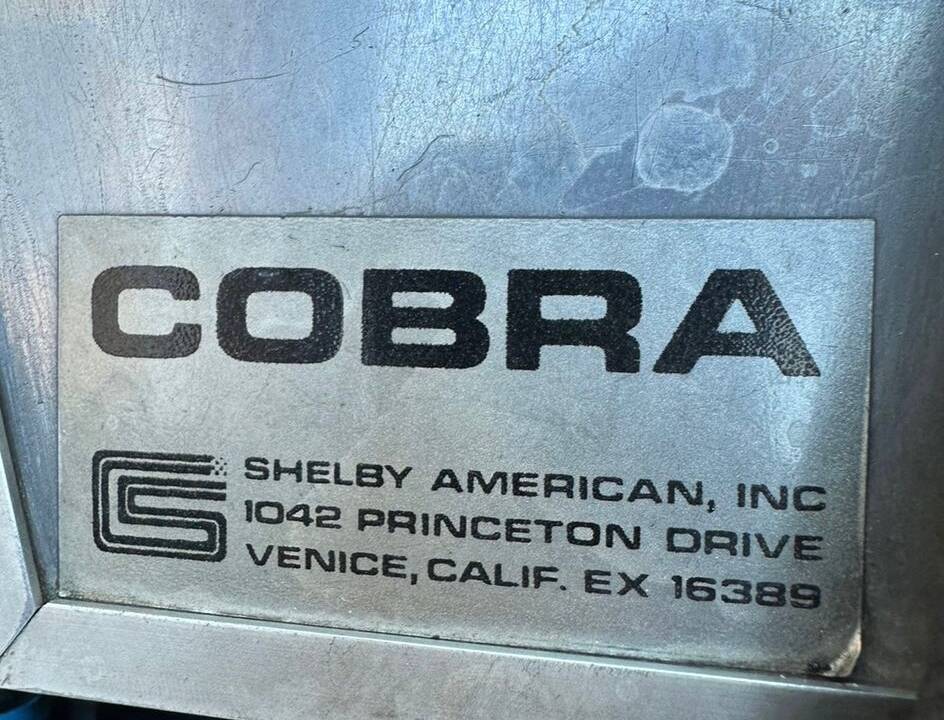 COBRA
SHELBY AMERICAN, INC
1042 PRINCETON DRIVE
VENICE, CALIF. EX 16389